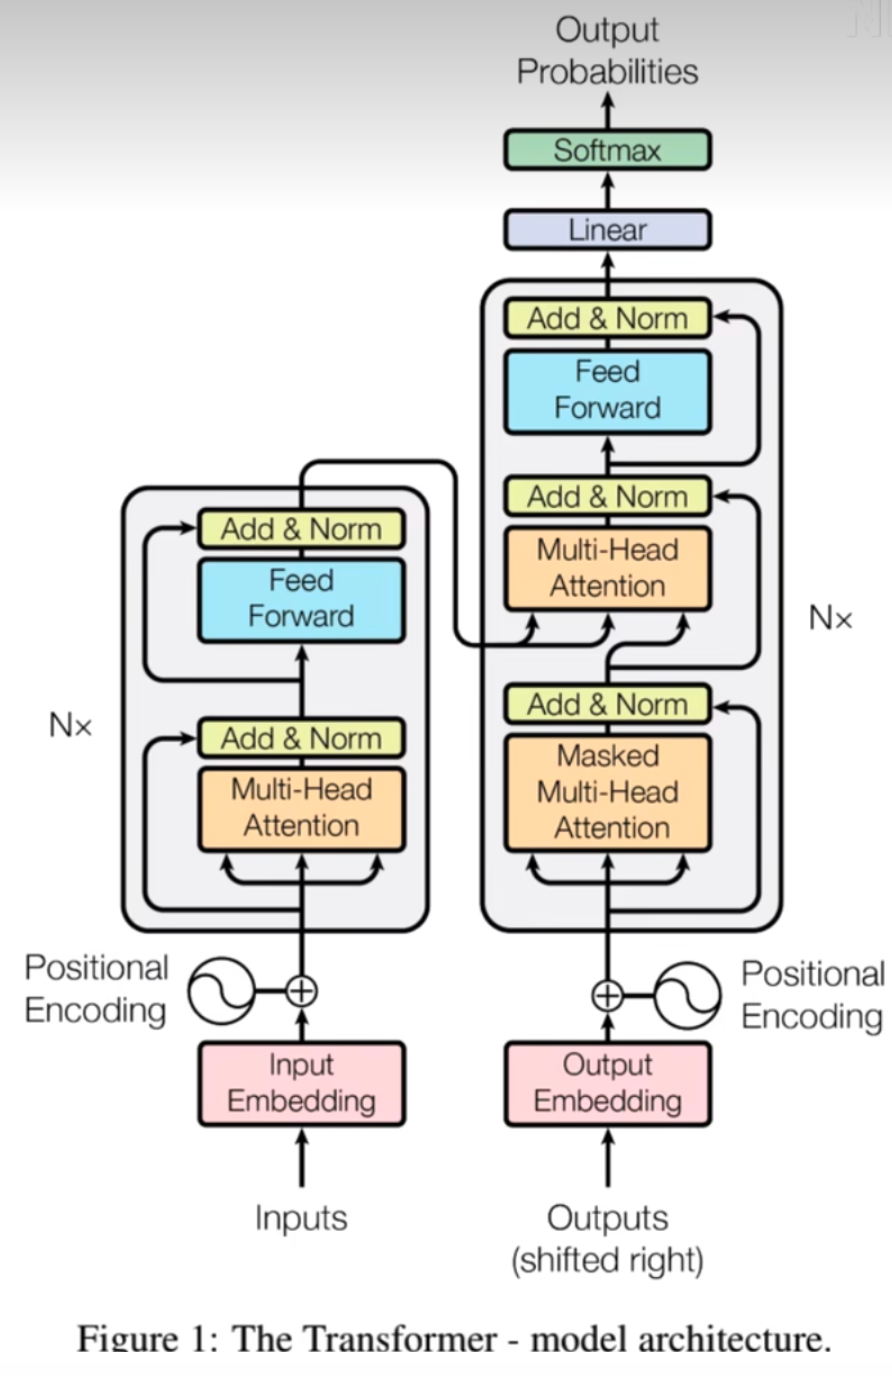 Output
Probabilities
Softmax
Linear
Add & Norm
Feed
Forward
Add & Norm
Multi-Head
Attention
Add & Norm
Masked
Multi-Head
Attention
Nx
Add & Norm
Feed
Forward
Add & Norm
Multi-Head
Attention
Nx
Positional
Encoding
Positional
Encoding
Input
Embedding
Output
Embedding
Inputs
Outputs
(shifted right)
Figure 1: The Transformer - model architecture.